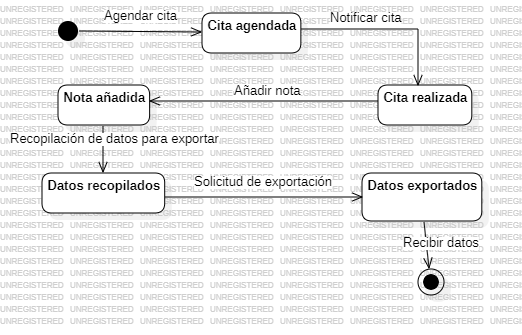 Agendar cita
Cita agendada
Notificar cita
Nota añadida
Añadir nota
Cita realizada
Recopilación de datos para exportar
Datos recopilados
Solicitud de exportación
Datos exportados
Recibir datos
UNREGISTERED